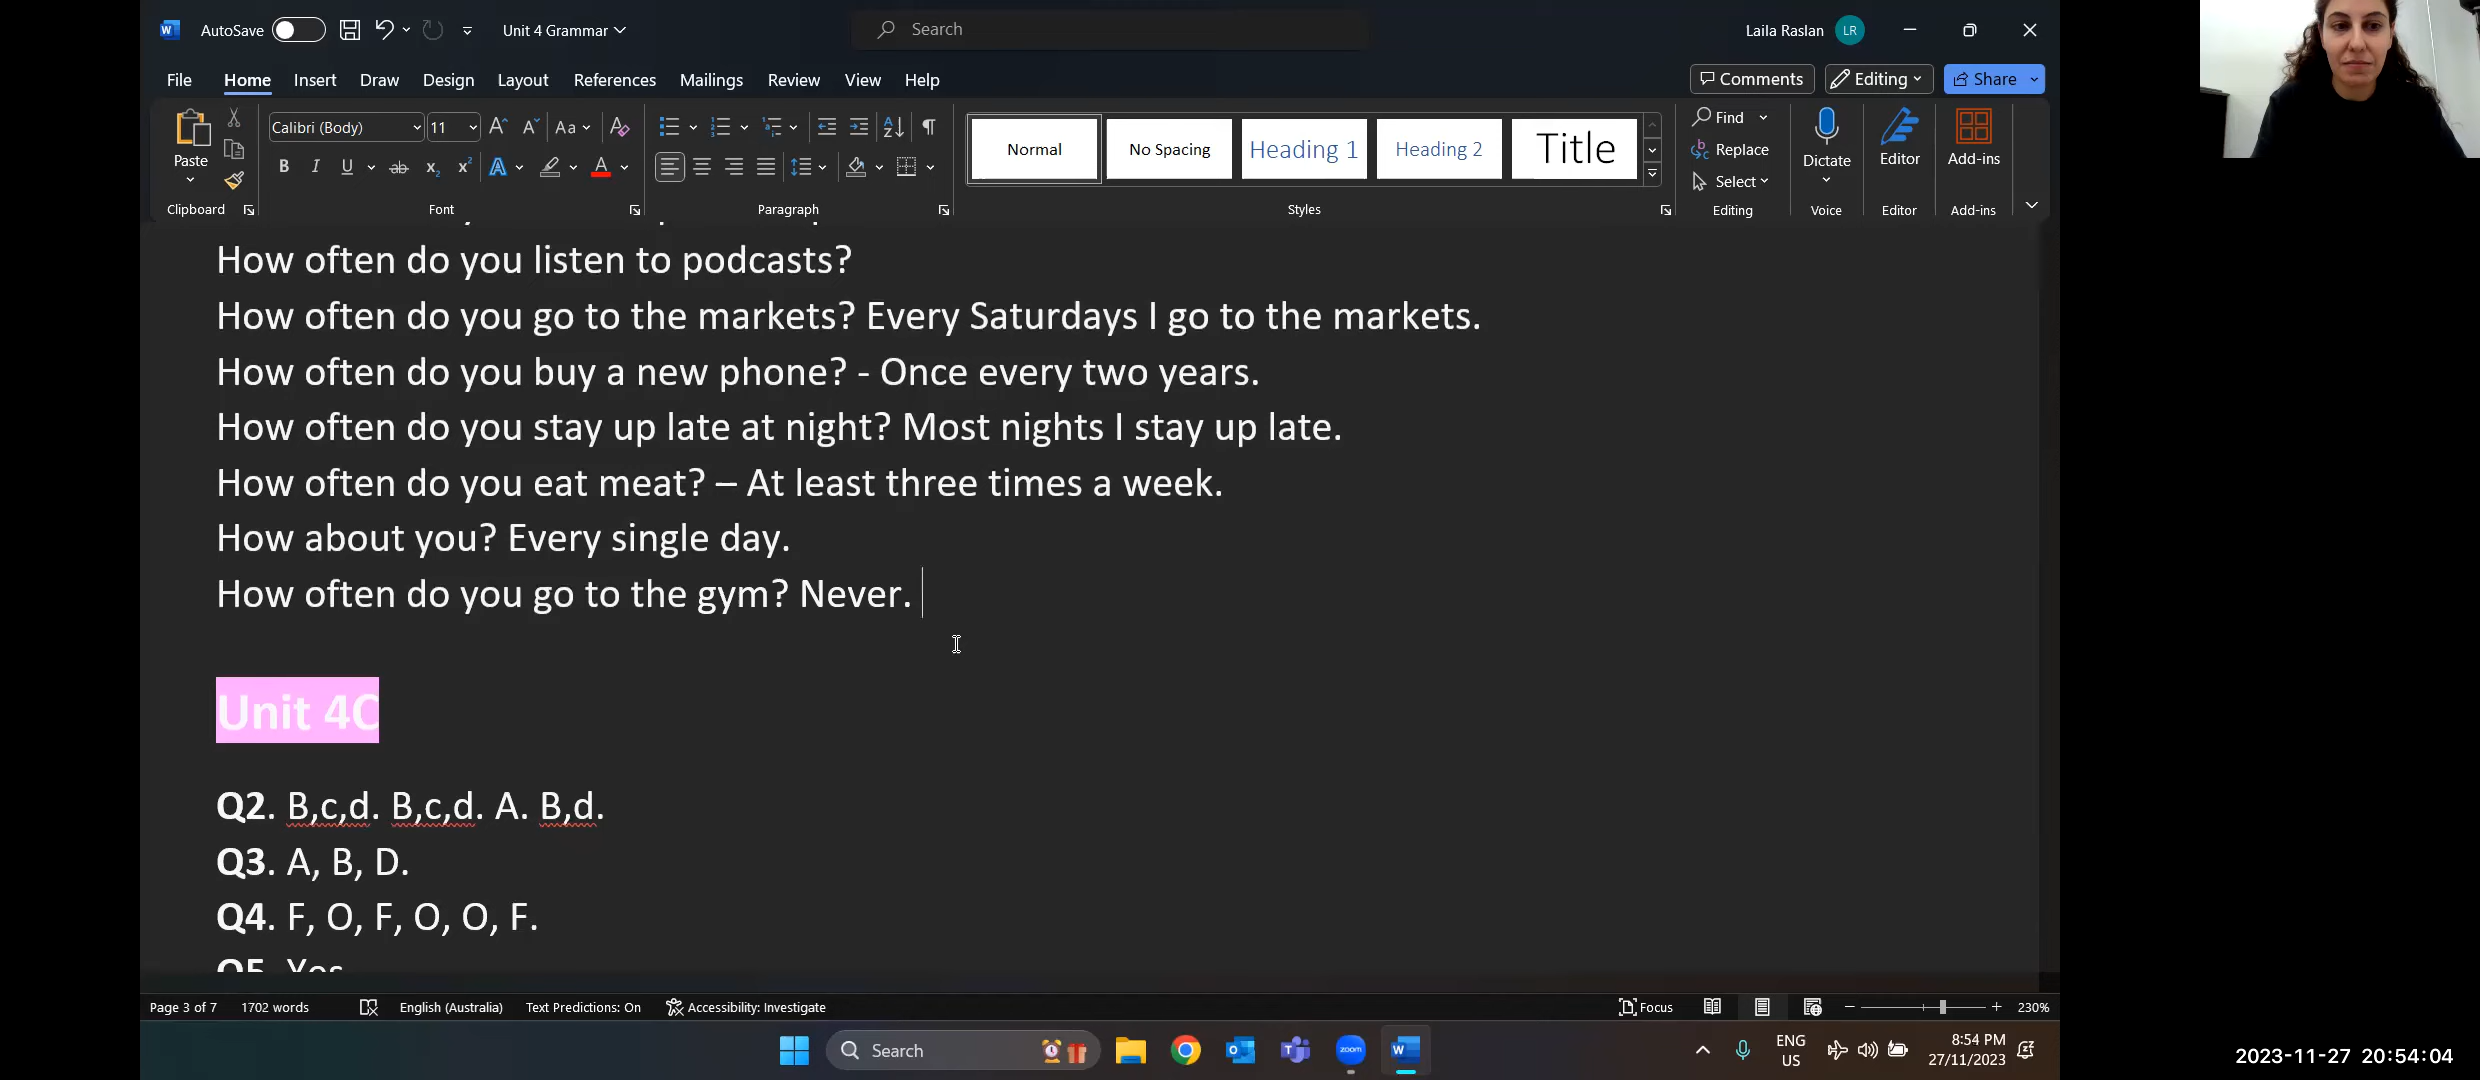 AutoSave
Unit 4 Grammar
Search
Laila Raslan LR
File Home Insert Draw Design Layout References Mailings Review View Help
Comments Editing Share
Paste
Calibri (Body) 11
Normal No Spacing Heading 1 Heading 2 Title
Find
Replace
Select
Dictate Editor Add-ins
Clipboard Font Paragraph Styles Editing Voice Editor Add-ins
How often do you listen to podcasts?
How often do you go to the markets? Every Saturdays I go to the markets.
How often do you buy a new phone? - Once every two years.
How often do you stay up late at night? Most nights I stay up late.
How often do you eat meat? – At least three times a week.
How about you? Every single day.
How often do you go to the gym? Never.
Unit 4C
Q2. B,c,d. B,c,d. A. B,d.
Q3. A, B, D.
Q4. F, O, F, O, O, F.
Q5. Yes
Page 3 of 7 1702 words English (Australia) Text Predictions: On Accessibility: Investigate Focus 230%
Search
zoom
ENG
US
8:54 PM
27/11/2023
2023-11-27 20:54:04